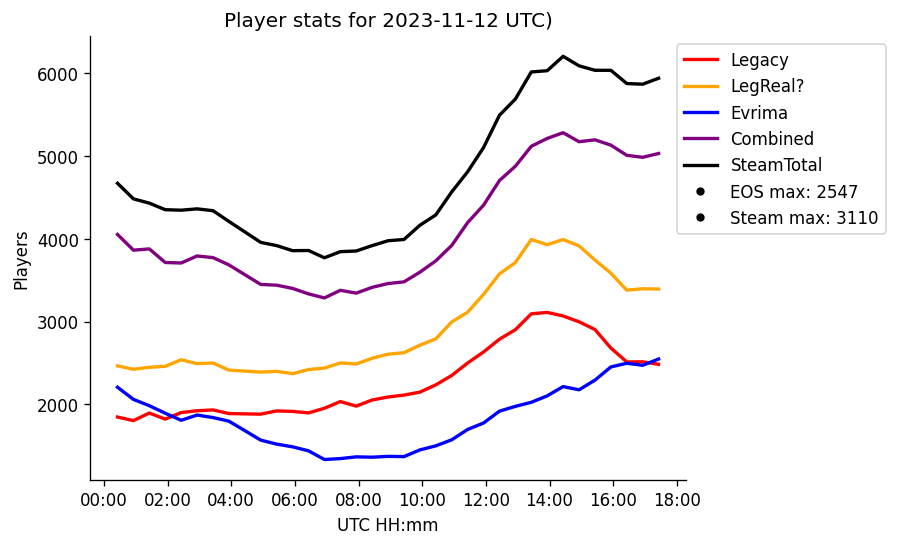 Player stats for 2023-11-12 UTC)
6000
5000
4000
3000
2000
Players
00:00 02:00 04:00 06:00 08:00 10:00 12:00 14:00 16:00 18:00
UTC HH:mm
Legacy
LegReal?
Evrima
Combined
SteamTotal
EOS max: 2547
Steam max: 3110